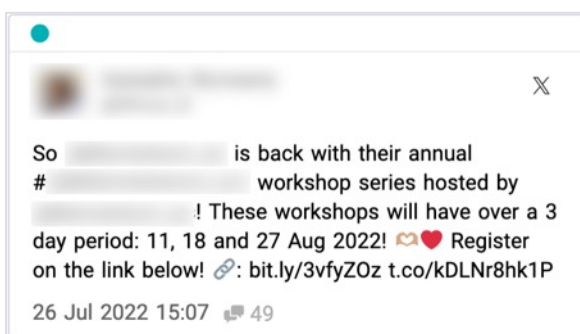 𝕏
So is back with their annual
# workshop series hosted by
! These workshops will have over a 3
day period: 11, 18 and 27 Aug 2022! 🫶🏼❤️ Register
on the link below! 🔗: bit.ly/3vfyZOz t.co/kDLNr8hk1P
26 Jul 2022 15:07 49